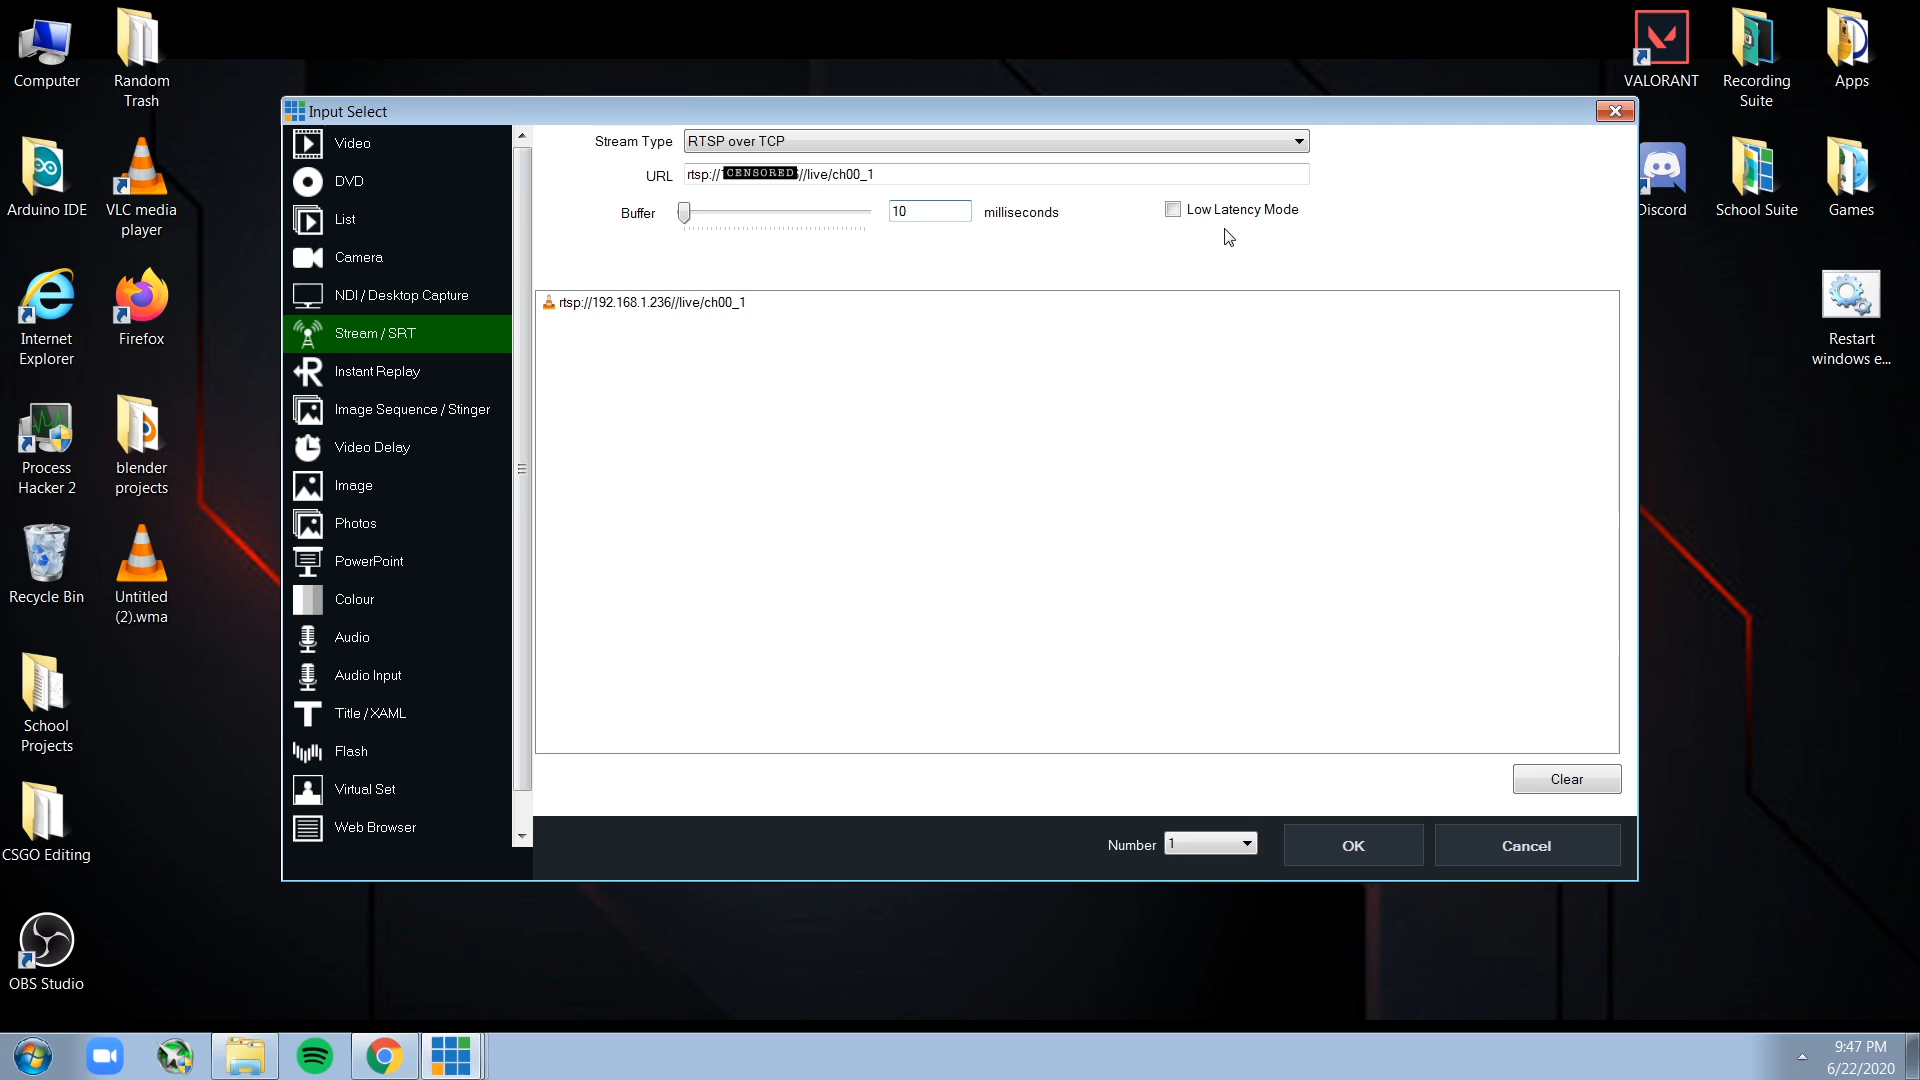 Computer
Random
Trash
Arduino IDE
VLC media
player
Internet
Explorer
Firefox
Process
Hacker 2
blender
projects
Recycle Bin
Untitled
(2).wma
School
Projects
CSGO Editing
OBS Studio
Input Select
Video
DVD
List
Camera
NDI / Desktop Capture
Stream / SRT
Instant Replay
Image Sequence / Stinger
Video Delay
Image
Photos
PowerPoint
Colour
Audio
Audio Input
Title / XAML
Flash
Virtual Set
Web Browser
Stream Type RTSP over TCP
URL rtsp:// CENSORED //live/ch00_1
Buffer 10 milliseconds Low Latency Mode
rtsp://192.168.1.236//live/ch00_1
Clear
Number 1 OK Cancel
VALORANT
Recording
Suite
Apps
Discord
School Suite
Games
Restart
windows e...
9:47 PM
6/22/2020